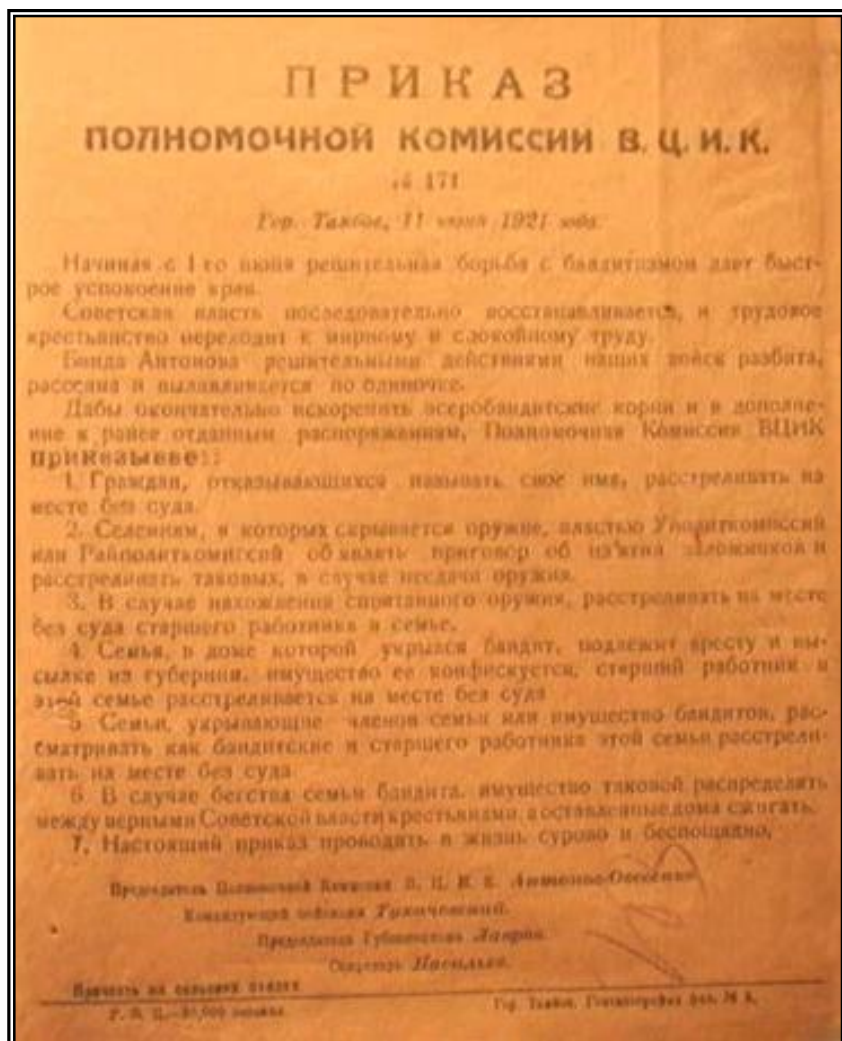 ПРИКАЗ
ПОЛНОМОЧНОЙ КОМИССИИ В. Ц. И. К.
№ 171
Гор. Тамбов, 11 июня 1921 года.
Начиная с 1 го июня решительная борьба с бандитизмом дает быст-
рое успокоение края.
Советская власть последовательно восстанавливается, и трудовое
крестьянство переходит к мирному и спокойному труду.
Банда Антонова решительными действиями наших войск разбита,
рассеяна и вылавливается по одиночке.
Дабы окончательно искоренить эсеробандитские корни и в дополне-
ние к ранее отданным распоряжениям, Полномочная Комиссия ВЦИК
приказывает:
1. Граждан, отказывающихся называть свое имя, расстреливать на
месте без суда.
2. Селениям, в которых скрывается оружие, властью Уполиткомиссий
или Райполиткомиссий об'являть приговор об из'ятии заложников и
расстреливать таковых, в случае несдачи оружия.
3. В случае нахождения спрятанного оружия, расстреливать на месте
без суда старшего работника в семье.
4. Семья, в доме которой укрылся бандит, подлежит аресту и вы-
сылке из губернии, имущество ее конфискуется, старший работник в
этой семье расстреливается на месте без суда
5. Семьи, укрывающие членов семьи или имущество бандитов, рас-
сматривать как бандитские и старшего работника этой семьи расстрели-
вать на месте без суда.
6. В случае бегства семьи бандита, имущество таковой распределять
между верными Советской власти крестьянами, а оставленные дома сжигать.
7. Настоящий приказ проводить в жизнь сурово и беспощадно.
Председатель Полномочной Комиссии В. Ц. И. К. Антонов-Овсеенко
Командующий войсками Тухачевский.
Председатель Губисполкома Лавров.
Секретарь Васильев.
Прочесть на сельских сходах
Гор. Тамбов,